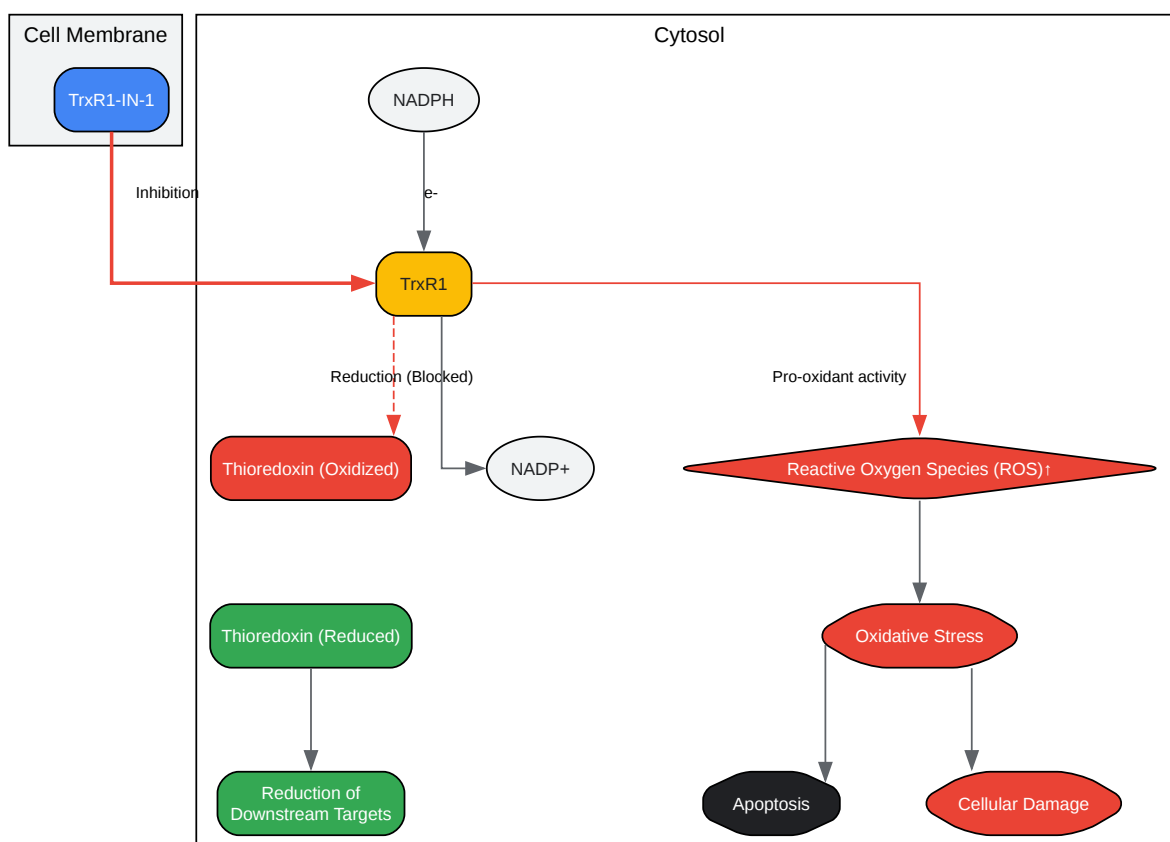 Cell Membrane
Cytosol
TrxR1-IN-1
NADPH
Inhibition
e-
TrxR1
Reduction (Blocked)
Pro-oxidant activity
Thioredoxin (Oxidized)
NADP+
Reactive Oxygen Species (ROS)↑
Thioredoxin (Reduced)
Oxidative Stress
Reduction of
Downstream Targets
Apoptosis
Cellular Damage